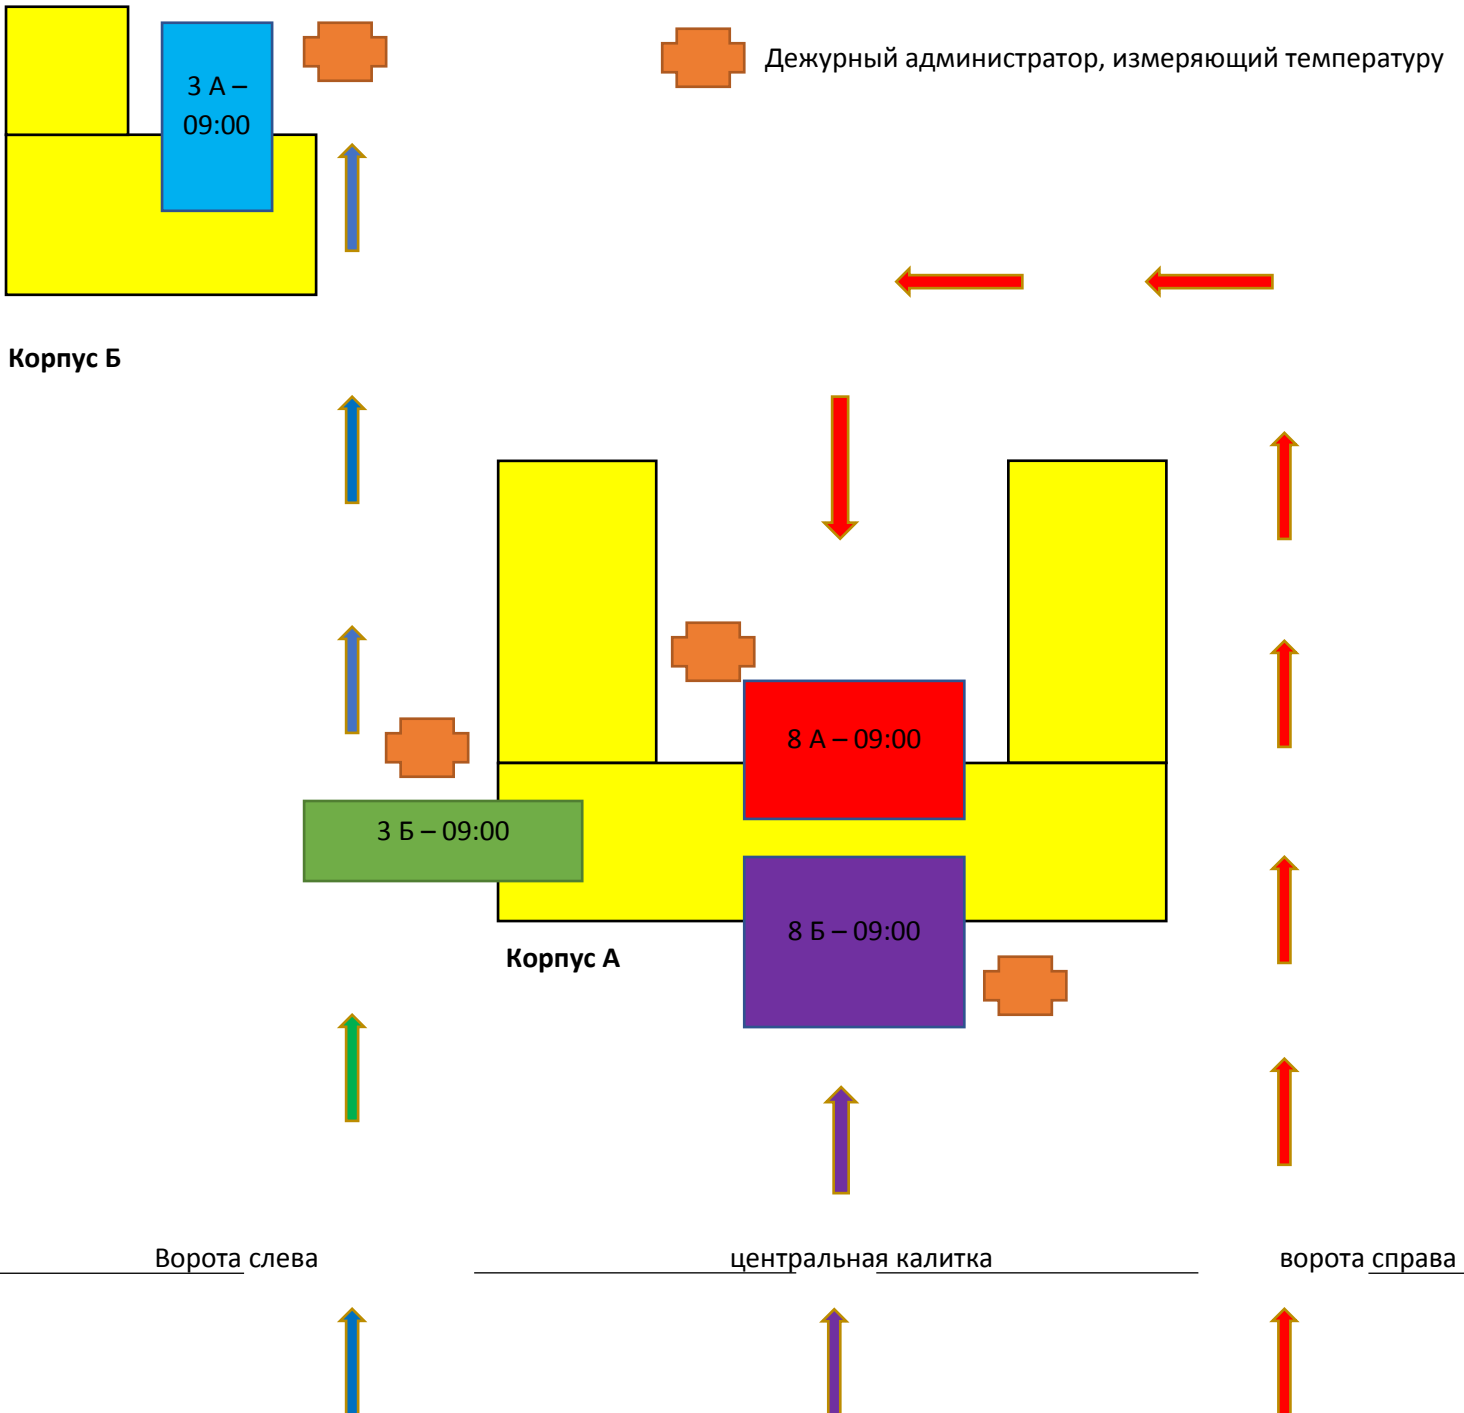 3 А –
09:00
Дежурный администратор, измеряющий температуру
Корпус Б
8 А – 09:00
3 Б – 09:00
8 Б – 09:00
Корпус А
Ворота слева
центральная калитка
ворота справа